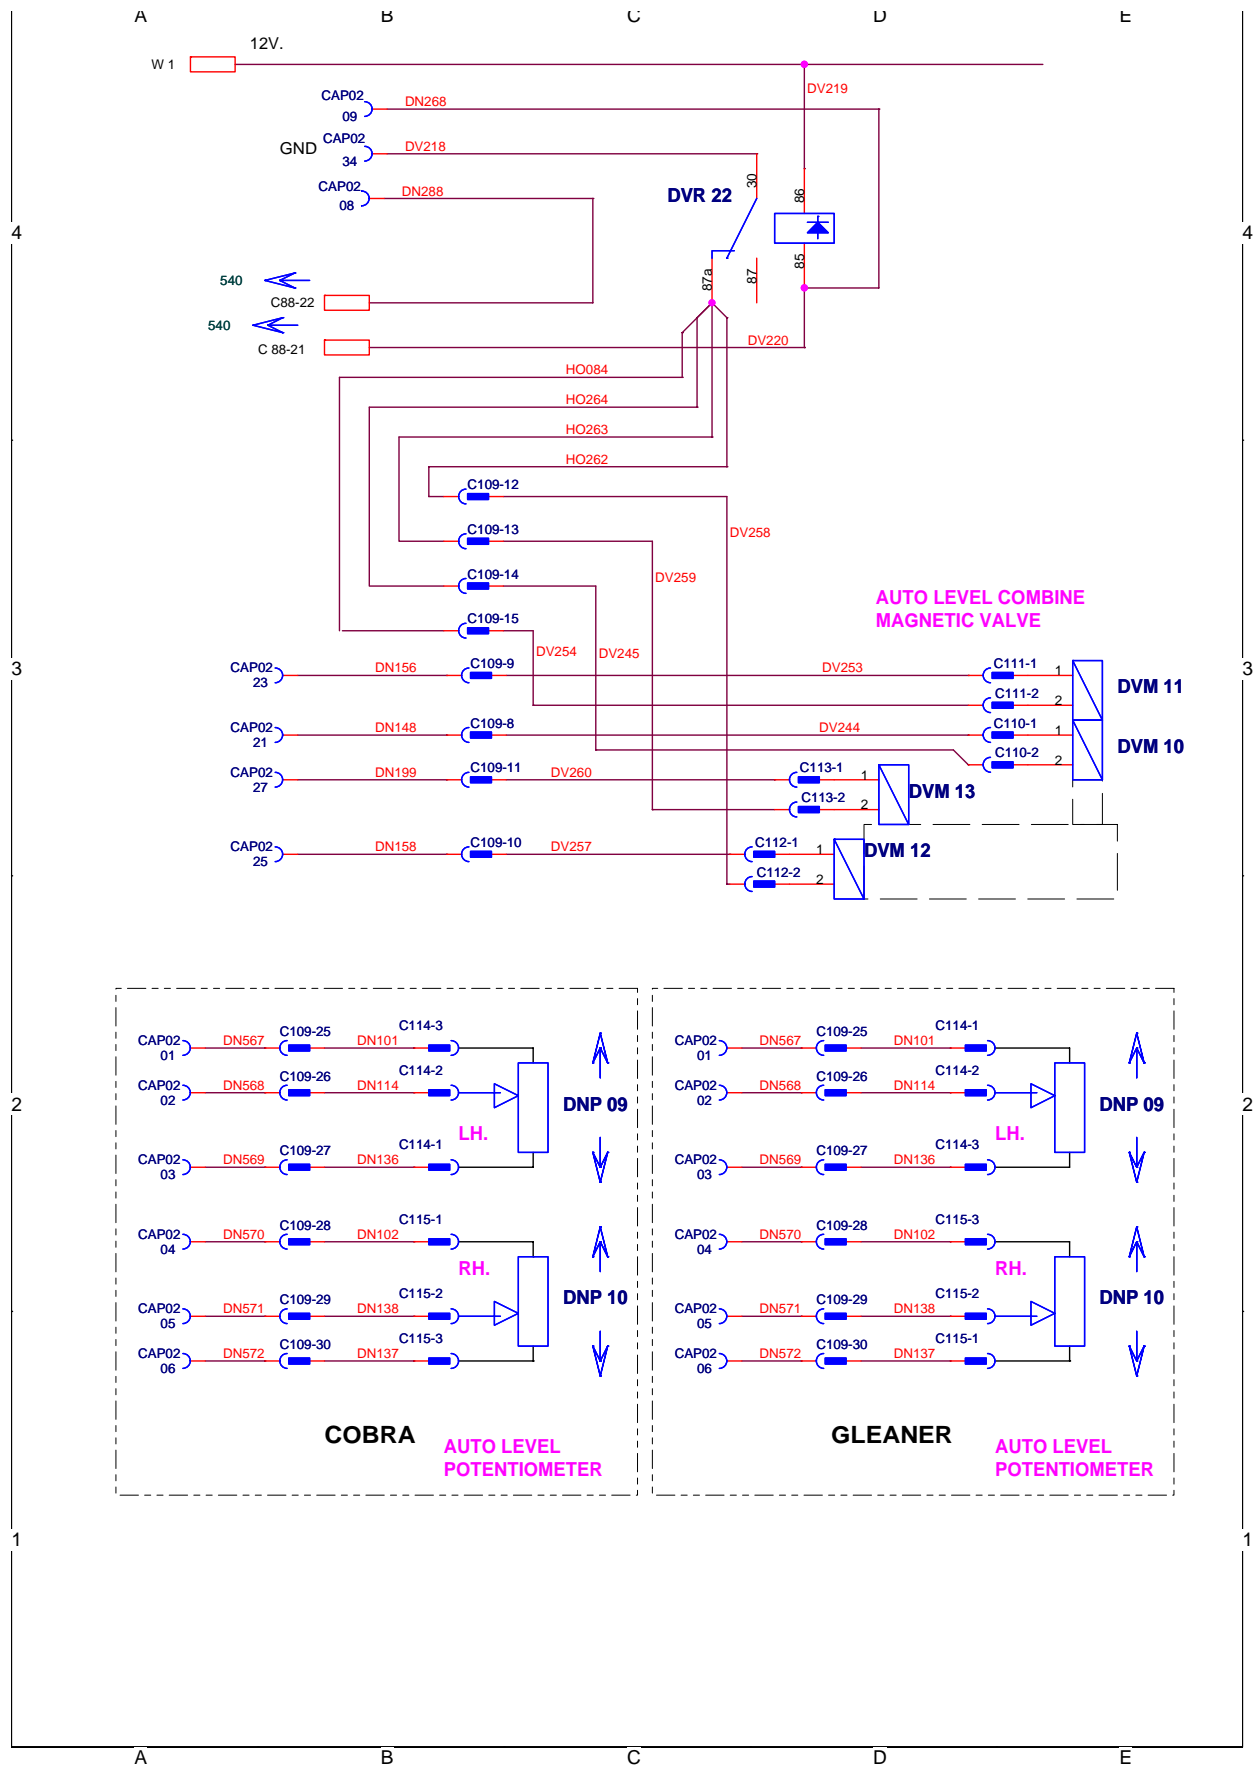 A B C D E
12V.
W 1
DV219
CAP02 DN268
09
GND CAP02 DV218
34
CAP02 DN288
08
30
86
DVR 22
4 4
85
87a
87
540
C88-22
540
C 88-21
DV220
HO084
HO264
HO263
HO262
C109-12
C109-13
DV258
C109-14
DV259
AUTO LEVEL COMBINE
MAGNETIC VALVE
C109-15
DV254 DV245
CAP02 DN156 C109-9 DV253 C111-1
23
1
3 3
DVM 11
C111-2
2
CAP02 DN148 C109-8 DV244 C110-1
21
1
DVM 10
C110-2
2
CAP02 DN199 C109-11 DV260 C113-1
27
1
DVM 13
C113-2
2
CAP02 DN158 C109-10 DV257 C112-1
25
1
DVM 12
C112-2
2
CAP02 DN567 C109-25 DN101 C114-3
01
CAP02 DN568 C109-26 DN114 C114-2
02
DNP 09
LH.
CAP02 DN569 C109-27 DN136 C114-1
03
CAP02 DN570 C109-28 DN102 C115-1
04
RH.
DNP 10
CAP02 DN571 C109-29 DN138 C115-2
05
CAP02 DN572 C109-30 DN137 C115-3
06
COBRA
AUTO LEVEL
POTENTIOMETER
CAP02 DN567 C109-25 DN101 C114-1
01
CAP02 DN568 C109-26 DN114 C114-2
02
DNP 09
LH.
CAP02 DN569 C109-27 DN136 C114-3
03
CAP02 DN570 C109-28 DN102 C115-3
04
RH.
DNP 10
CAP02 DN571 C109-29 DN138 C115-2
05
CAP02 DN572 C109-30 DN137 C115-1
06
GLEANER
AUTO LEVEL
POTENTIOMETER
2 2
1 1
A B C D E